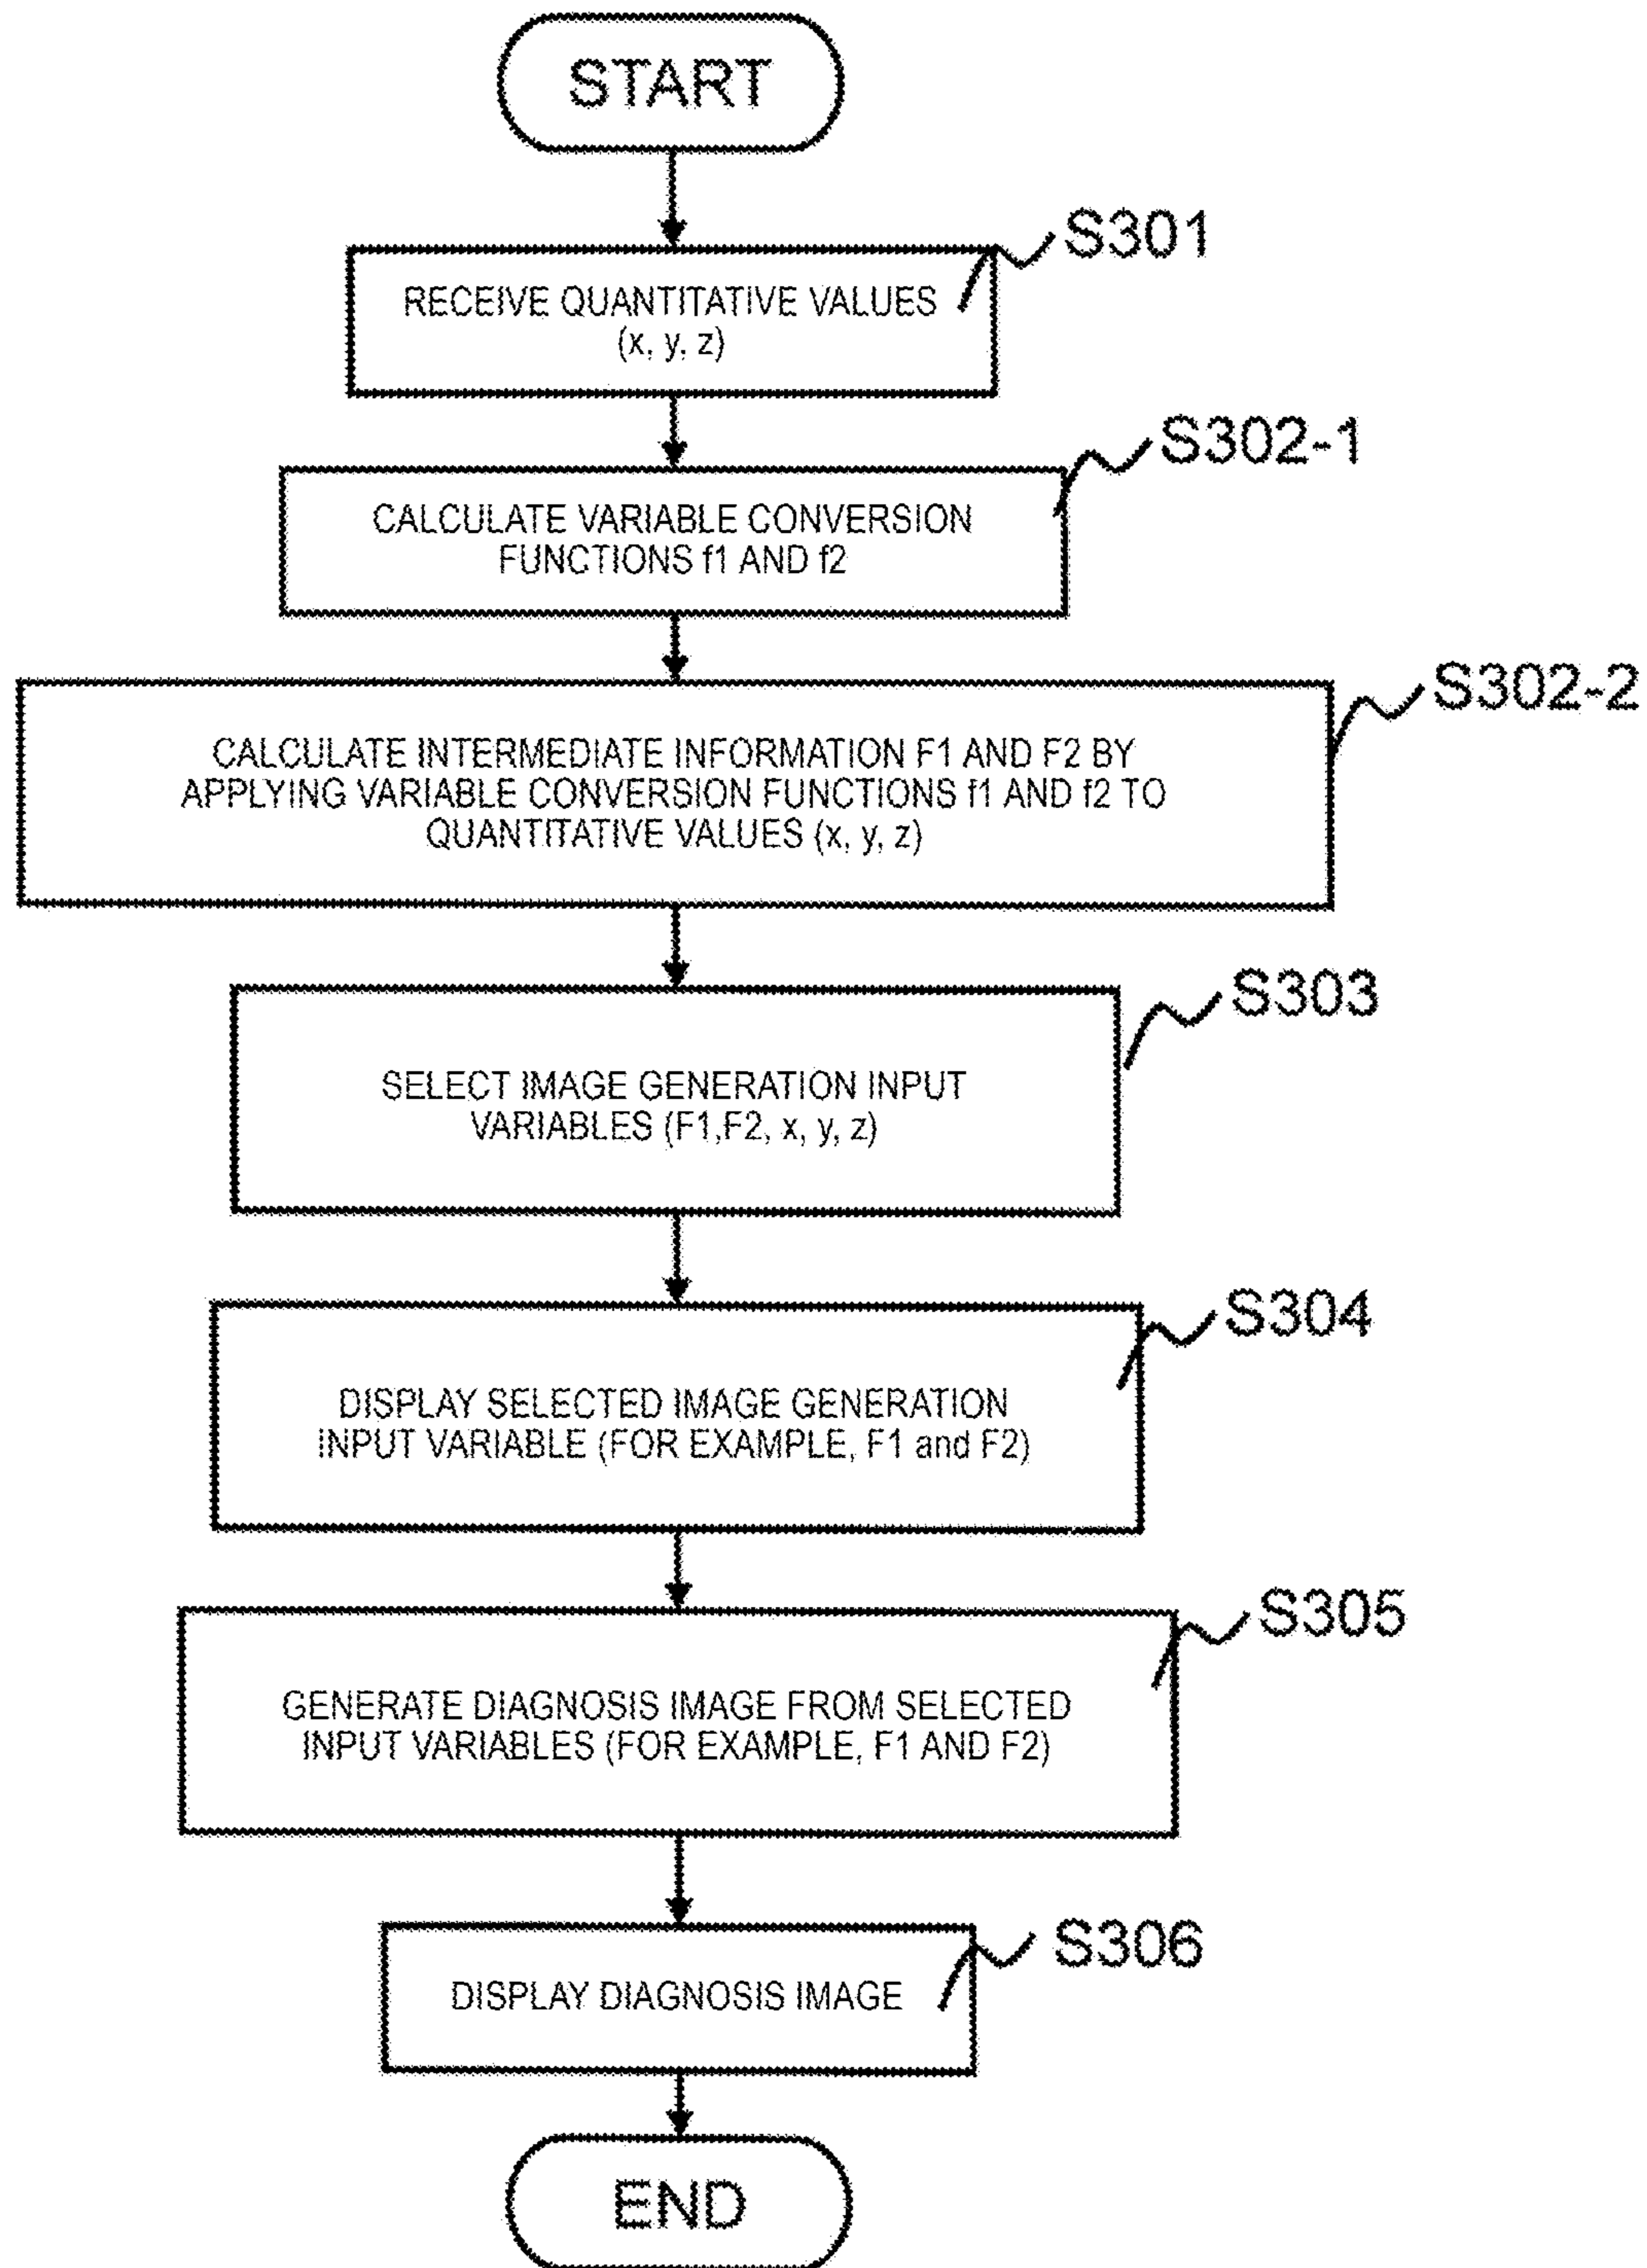 START
S301
RECEIVE QUANTITATIVE VALUES
(x, y, z)
S302-1
CALCULATE VARIABLE CONVERSION
FUNCTIONS f1 AND f2
S302-2
CALCULATE INTERMEDIATE INFORMATION F1 AND F2 BY
APPLYING VARIABLE CONVERSION FUNCTIONS f1 AND f2 TO
QUANTITATIVE VALUES (x, y, z)
S303
SELECT IMAGE GENERATION INPUT
VARIABLES (F1,F2, x, y, z)
S304
DISPLAY SELECTED IMAGE GENERATION
INPUT VARIABLE (FOR EXAMPLE, F1 and F2)
S305
GENERATE DIAGNOSIS IMAGE FROM SELECTED
INPUT VARIABLES (FOR EXAMPLE, F1 AND F2)
S306
DISPLAY DIAGNOSIS IMAGE
END